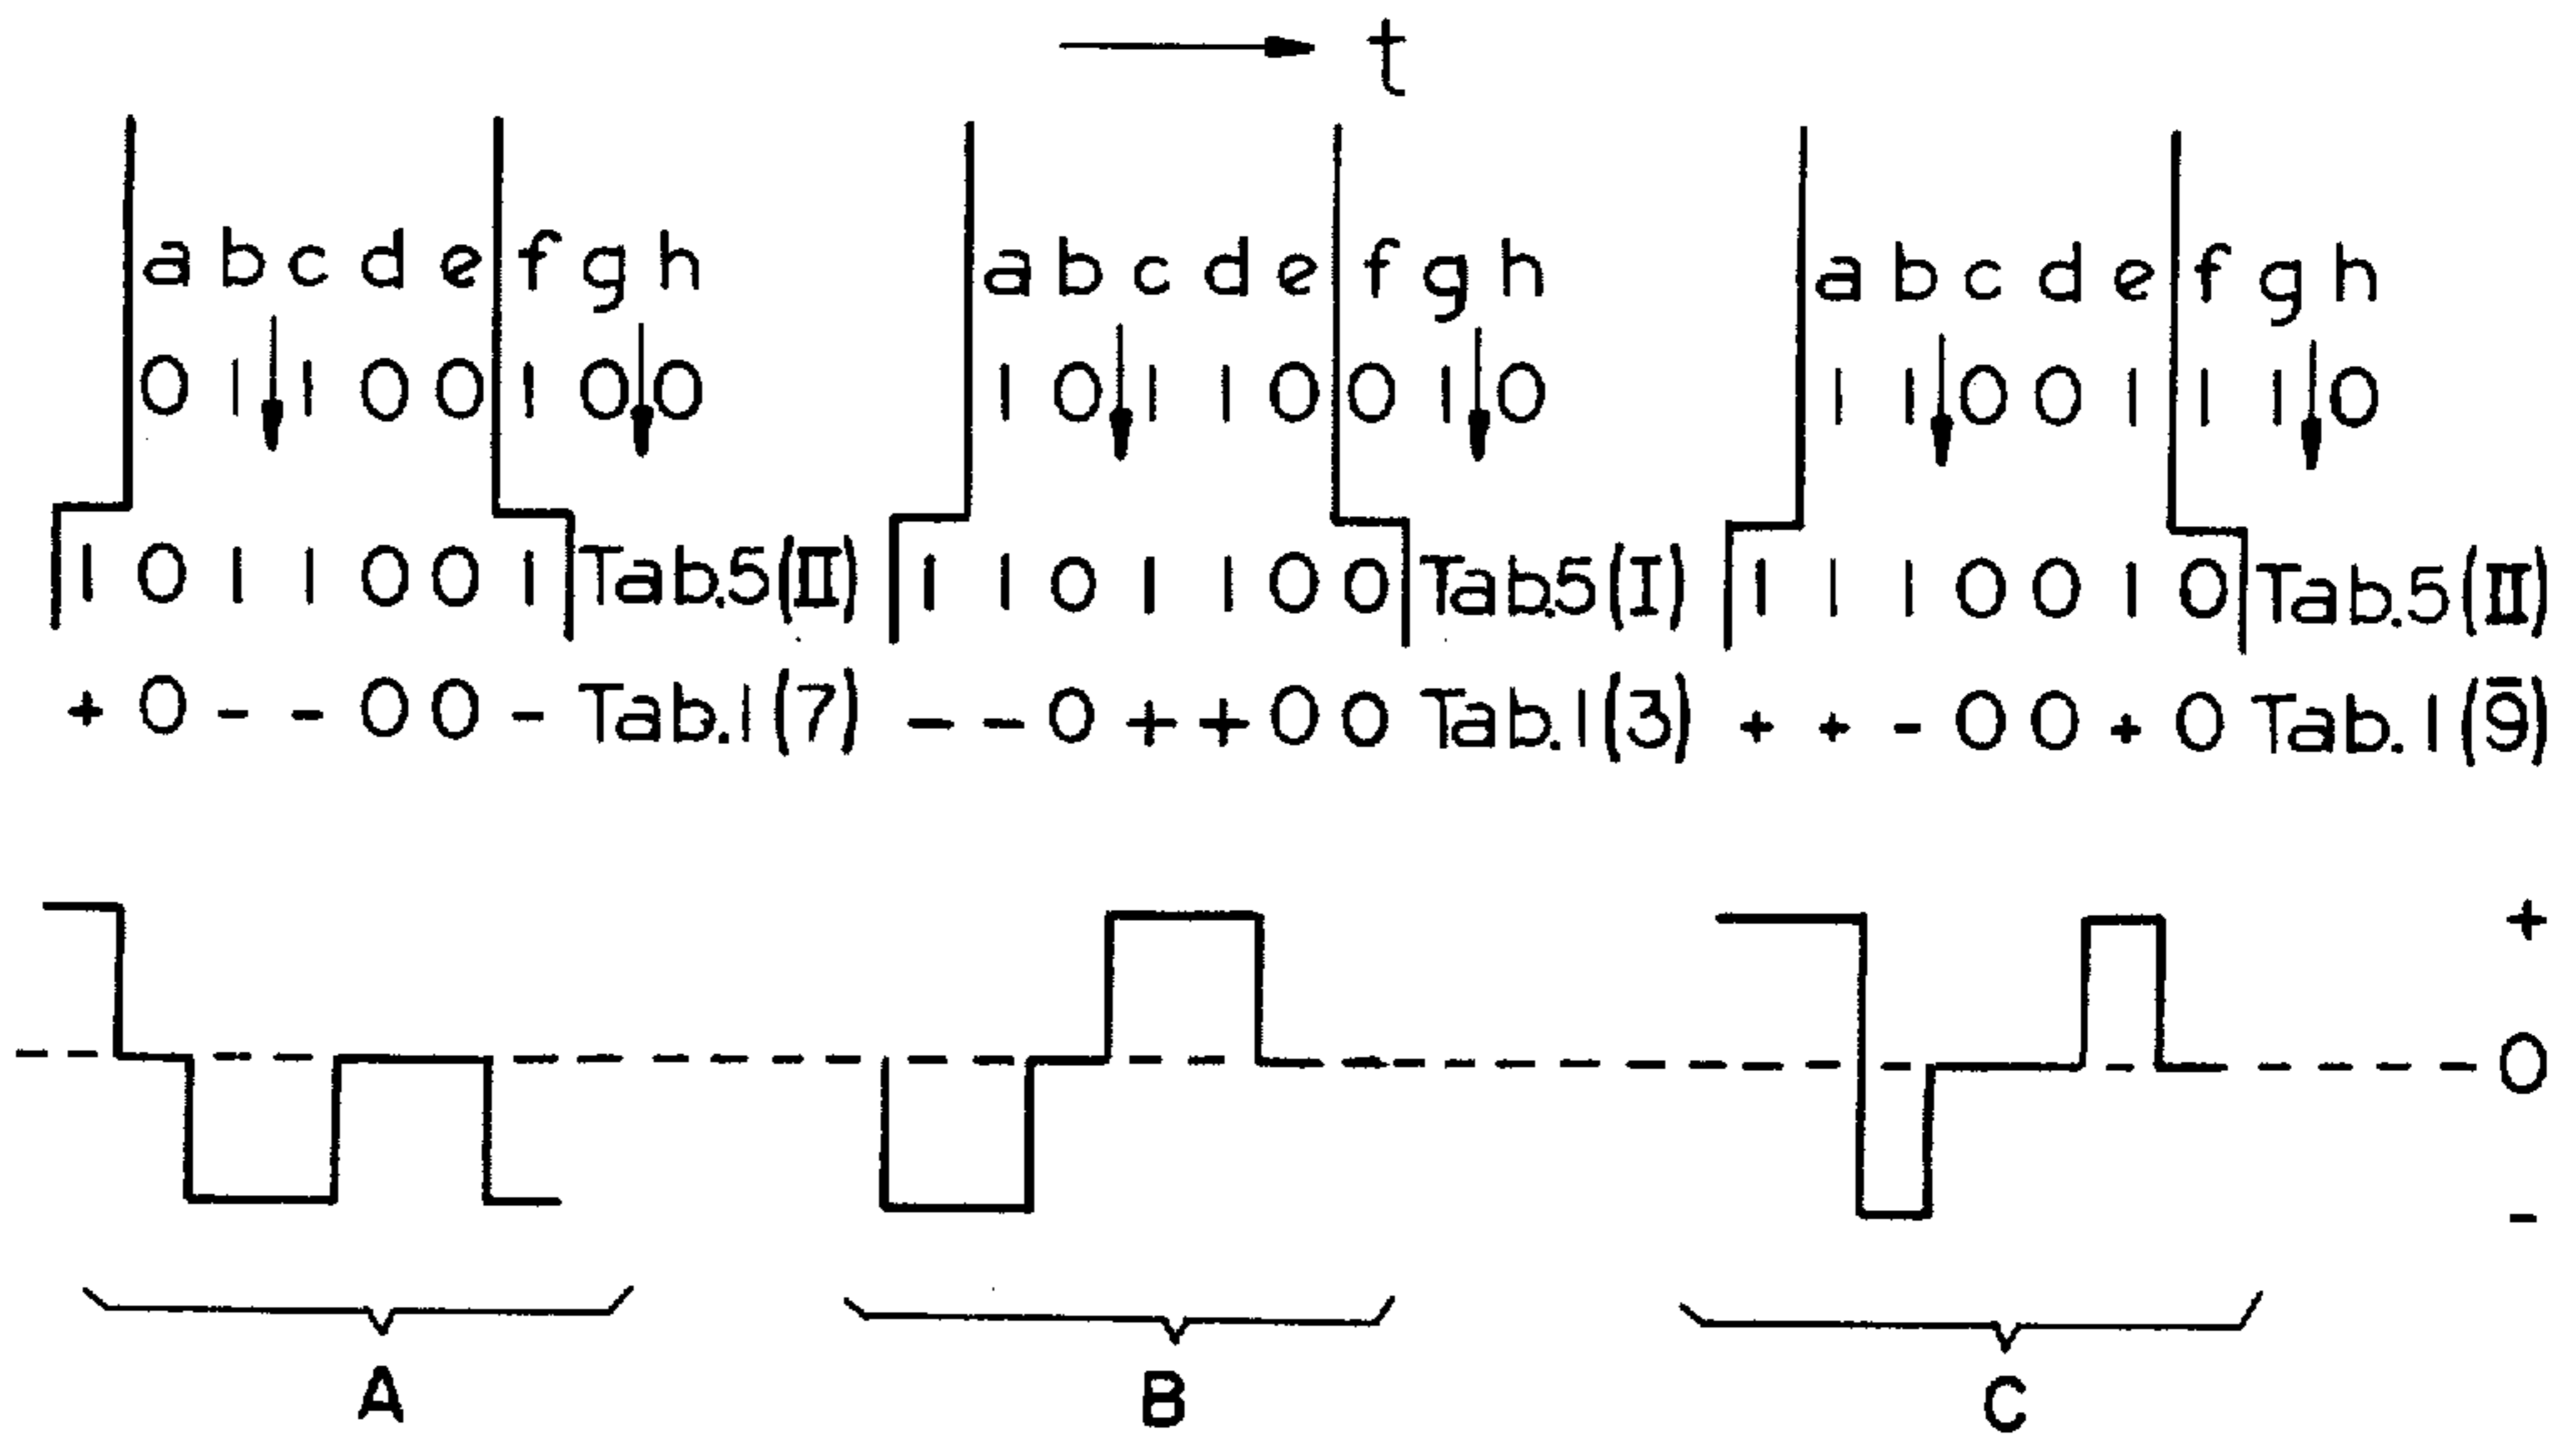 t
a b c d e f g h a b c d e f g h a b c d e f g h
0 1 1 0 0 1 0 0 1 0 1 1 0 0 1 0 1 1 0 0 1 1 1 0
1 0 1 1 0 0 1 Tab.5(II) 1 1 0 1 1 0 0 Tab.5(I) 1 1 1 0 0 1 0 Tab.5(II)
+ 0 - - 0 0 - Tab.1(7) - - 0 + + 0 0 Tab.1(3) + + - 0 0 + 0 Tab.1(9̅)
+
0
-
A B C